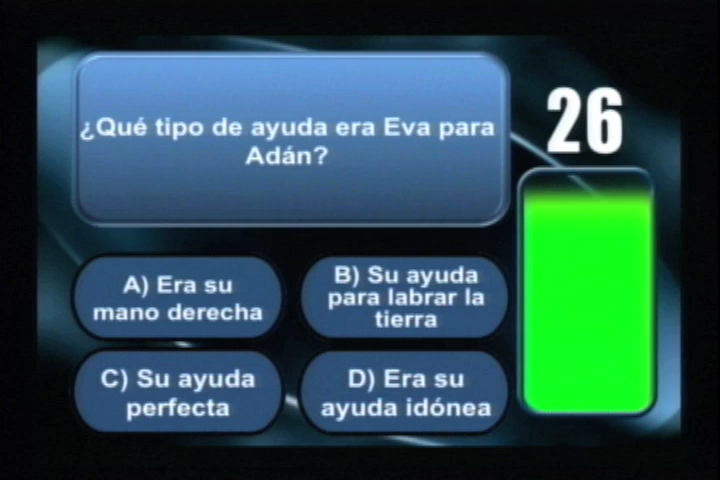 ¿Qué tipo de ayuda era Eva para
Adán?
26
A) Era su
mano derecha
B) Su ayuda
para labrar la
tierra
C) Su ayuda
perfecta
D) Era su
ayuda idónea